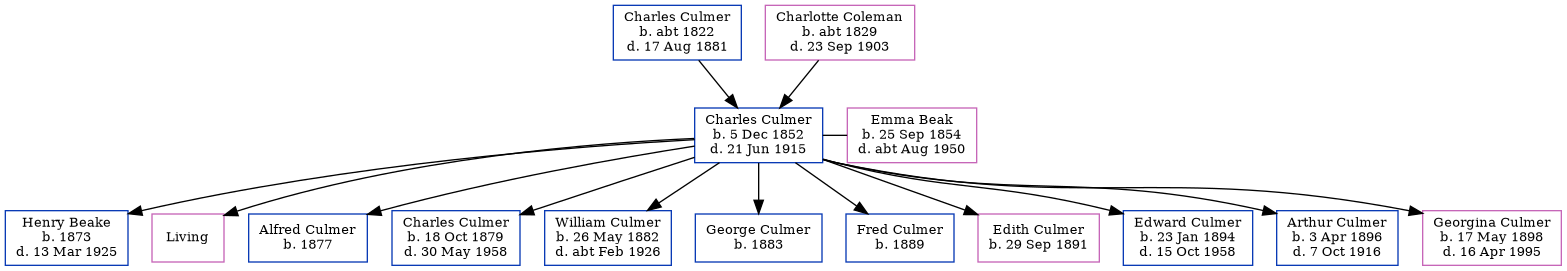 Charles Culmer
b. abt 1822
d. 17 Aug 1881
Charlotte Coleman
b. abt 1829
d. 23 Sep 1903
Charles Culmer
b. 5 Dec 1852
d. 21 Jun 1915
Emma Beak
b. 25 Sep 1854
d. abt Aug 1950
Henry Beake
b. 1873
d. 13 Mar 1925
Living
Alfred Culmer
b. 1877
Charles Culmer
b. 18 Oct 1879
d. 30 May 1958
William Culmer
b. 26 May 1882
d. abt Feb 1926
George Culmer
b. 1883
Fred Culmer
b. 1889
Edith Culmer
b. 29 Sep 1891
Edward Culmer
b. 23 Jan 1894
d. 15 Oct 1958
Arthur Culmer
b. 3 Apr 1896
d. 7 Oct 1916
Georgina Culmer
b. 17 May 1898
d. 16 Apr 1995